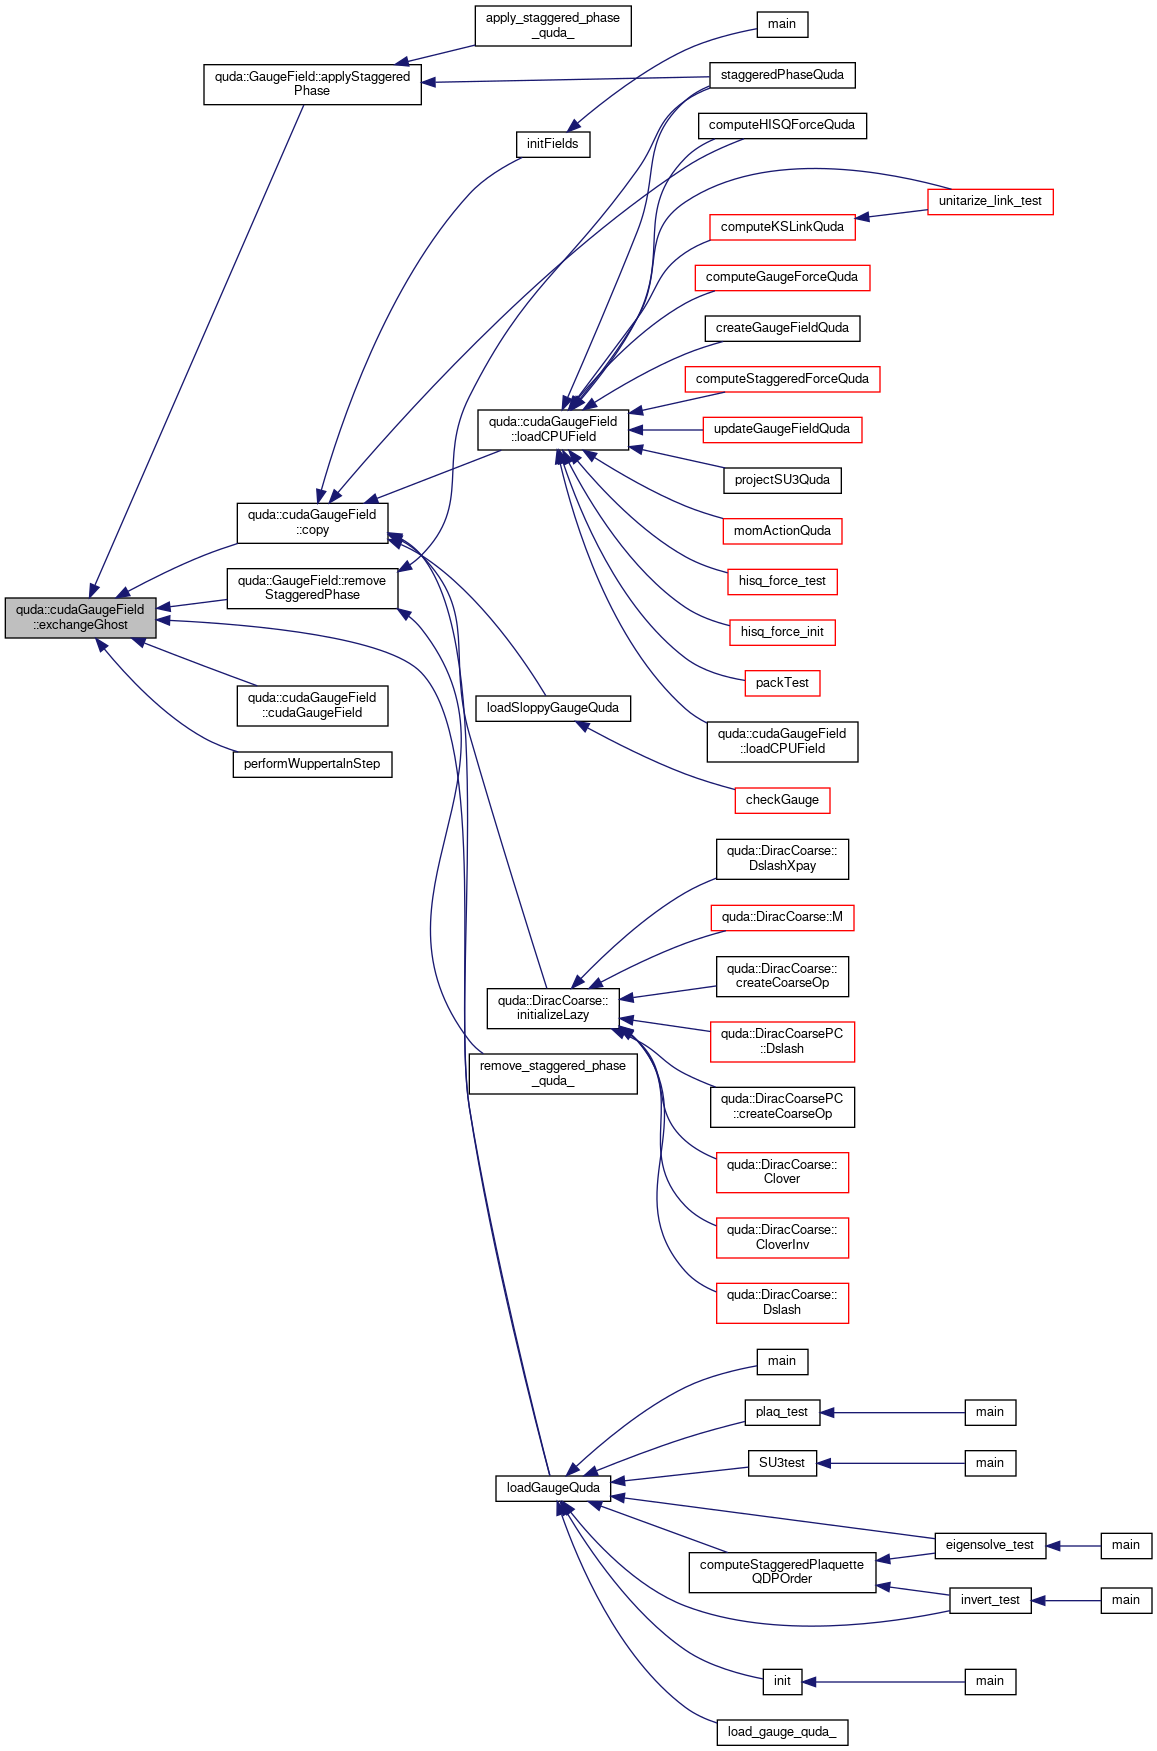 apply_staggered_phase
_quda_
main
quda::GaugeField::applyStaggered
Phase
staggeredPhaseQuda
computeHISQForceQuda
initFields
unitarize_link_test
computeKSLinkQuda
computeGaugeForceQuda
createGaugeFieldQuda
computeStaggeredForceQuda
quda::cudaGaugeField
::loadCPUField
updateGaugeFieldQuda
projectSU3Quda
quda::cudaGaugeField
::copy
momActionQuda
quda::GaugeField::remove
StaggeredPhase
hisq_force_test
quda::cudaGaugeField
::exchangeGhost
hisq_force_init
packTest
quda::cudaGaugeField
::cudaGaugeField
loadSloppyGaugeQuda
quda::cudaGaugeField
::loadCPUField
performWuppertalnStep
checkGauge
quda::DiracCoarse::
DslashXpay
quda::DiracCoarse::M
quda::DiracCoarse::
createCoarseOp
quda::DiracCoarse::
initializeLazy
quda::DiracCoarsePC
::Dslash
remove_staggered_phase
_quda_
quda::DiracCoarsePC
::createCoarseOp
quda::DiracCoarse::
Clover
quda::DiracCoarse::
CloverInv
quda::DiracCoarse::
Dslash
main
plaq_test
main
SU3test
main
loadGaugeQuda
eigensolve_test
main
computeStaggeredPlaquette
QDPOrder
invert_test
main
init
main
load_gauge_quda_